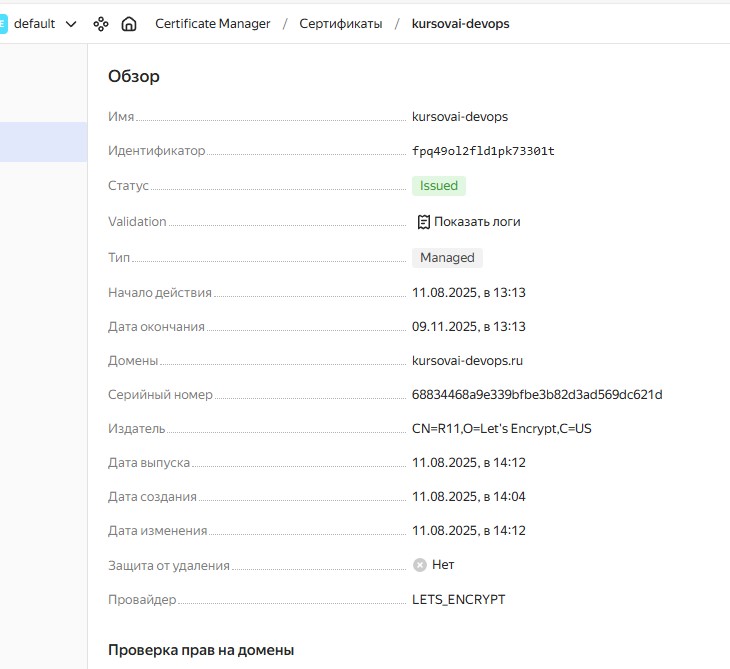 default Certificate Manager / Сертификаты / kursovai-devops
Обзор
Имя kursovai-devops
Идентификатор fpq49ol2fld1pk73301t
Статус Issued
Validation Показать логи
Тип Managed
Начало действия 11.08.2025, в 13:13
Дата окончания 09.11.2025, в 13:13
Домены kursovai-devops.ru
Серийный номер 68834468a9e339bfbe3b82d3ad569dc621d
Издатель CN=R11,O=Let's Encrypt,C=US
Дата выпуска 11.08.2025, в 14:12
Дата создания 11.08.2025, в 14:04
Дата изменения 11.08.2025, в 14:12
Защита от удаления Нет
Провайдер LETS_ENCRYPT
Проверка прав на домены